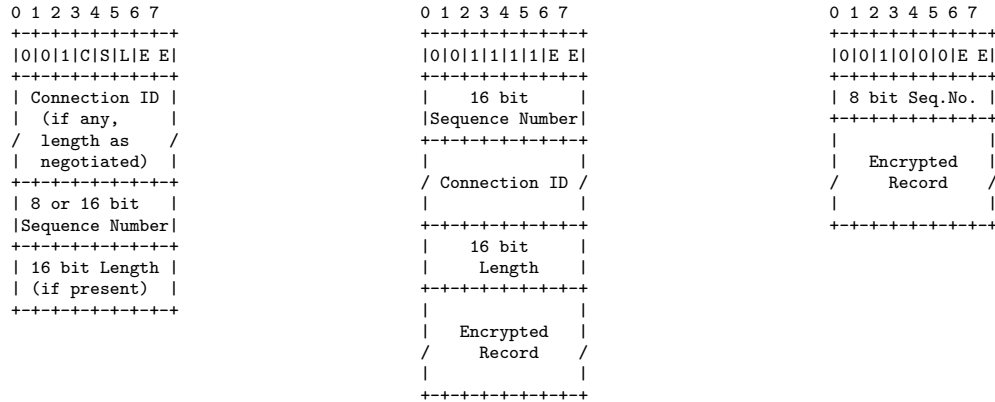 0 1 2 3 4 5 6 7
+-+-+-+-+-+-+-+-+
|0|0|1|C|S|L|E E|
+-+-+-+-+-+-+-+-+
| Connection ID |
|   (if any,    |
/  length as    /
|  negotiated)  |
+-+-+-+-+-+-+-+-+
| 8 or 16 bit   |
|Sequence Number|
+-+-+-+-+-+-+-+-+
| 16 bit Length |
| (if present)  |
+-+-+-+-+-+-+-+-+
0 1 2 3 4 5 6 7
+-+-+-+-+-+-+-+-+
|0|0|1|1|1|1|E E|
+-+-+-+-+-+-+-+-+
|    16 bit     |
|Sequence Number|
+-+-+-+-+-+-+-+-+
|               |
/ Connection ID /
|               |
+-+-+-+-+-+-+-+-+
|    16 bit     |
|     Length    |
+-+-+-+-+-+-+-+-+
|               |
|   Encrypted   |
/     Record    /
|               |
+-+-+-+-+-+-+-+-+
0 1 2 3 4 5 6 7
+-+-+-+-+-+-+-+-+
|0|0|1|0|0|0|E E|
+-+-+-+-+-+-+-+-+
| 8 bit Seq.No. |
+-+-+-+-+-+-+-+-+
|               |
|   Encrypted   |
/     Record    /
|               |
+-+-+-+-+-+-+-+-+